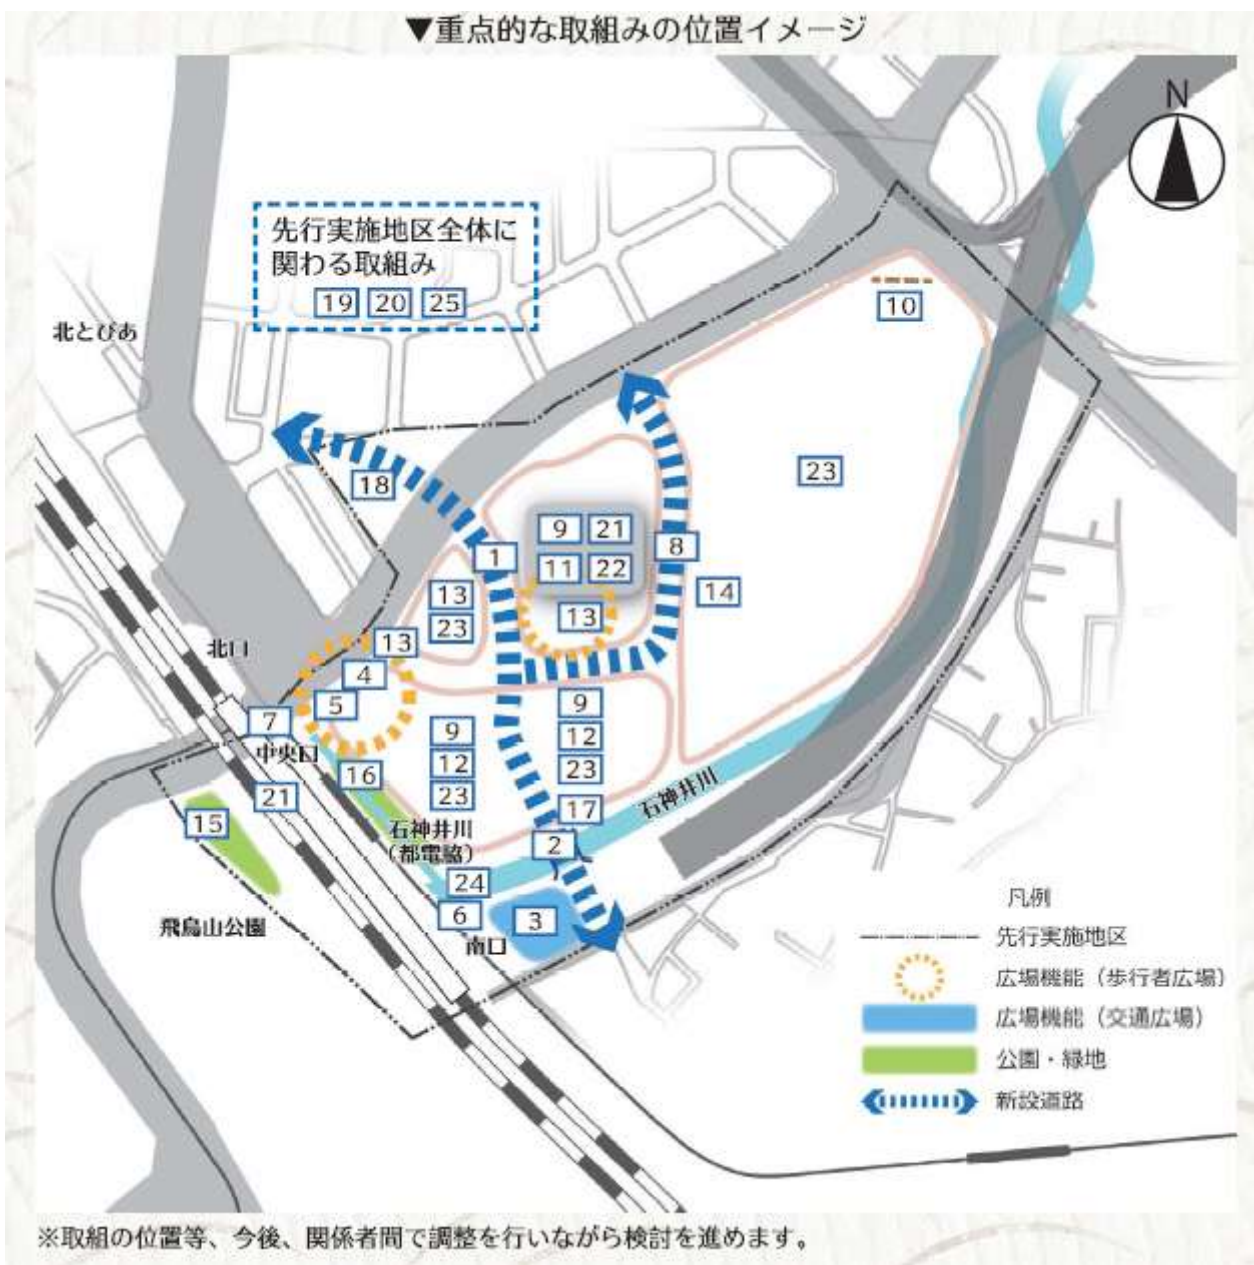 ▼重点的な取組みの位置イメージ
N
先行実施地区全体に
関わる取組み
19 20 25
北とぴあ
10
23
18
1
9 21
11 22
8
13
23
14
13
13
北口
4
5
7
中央口
9
12
23
9
12
23
16
21
15
17
石神井川
石神井川
(都電脇)
2
24
6
3
南口
飛鳥山公園
凡例
先行実施地区
広場機能(歩行者広場)
広場機能(交通広場)
公園・緑地
新設道路
※取組の位置等、今後、関係者間で調整を行いながら検討を進めます。